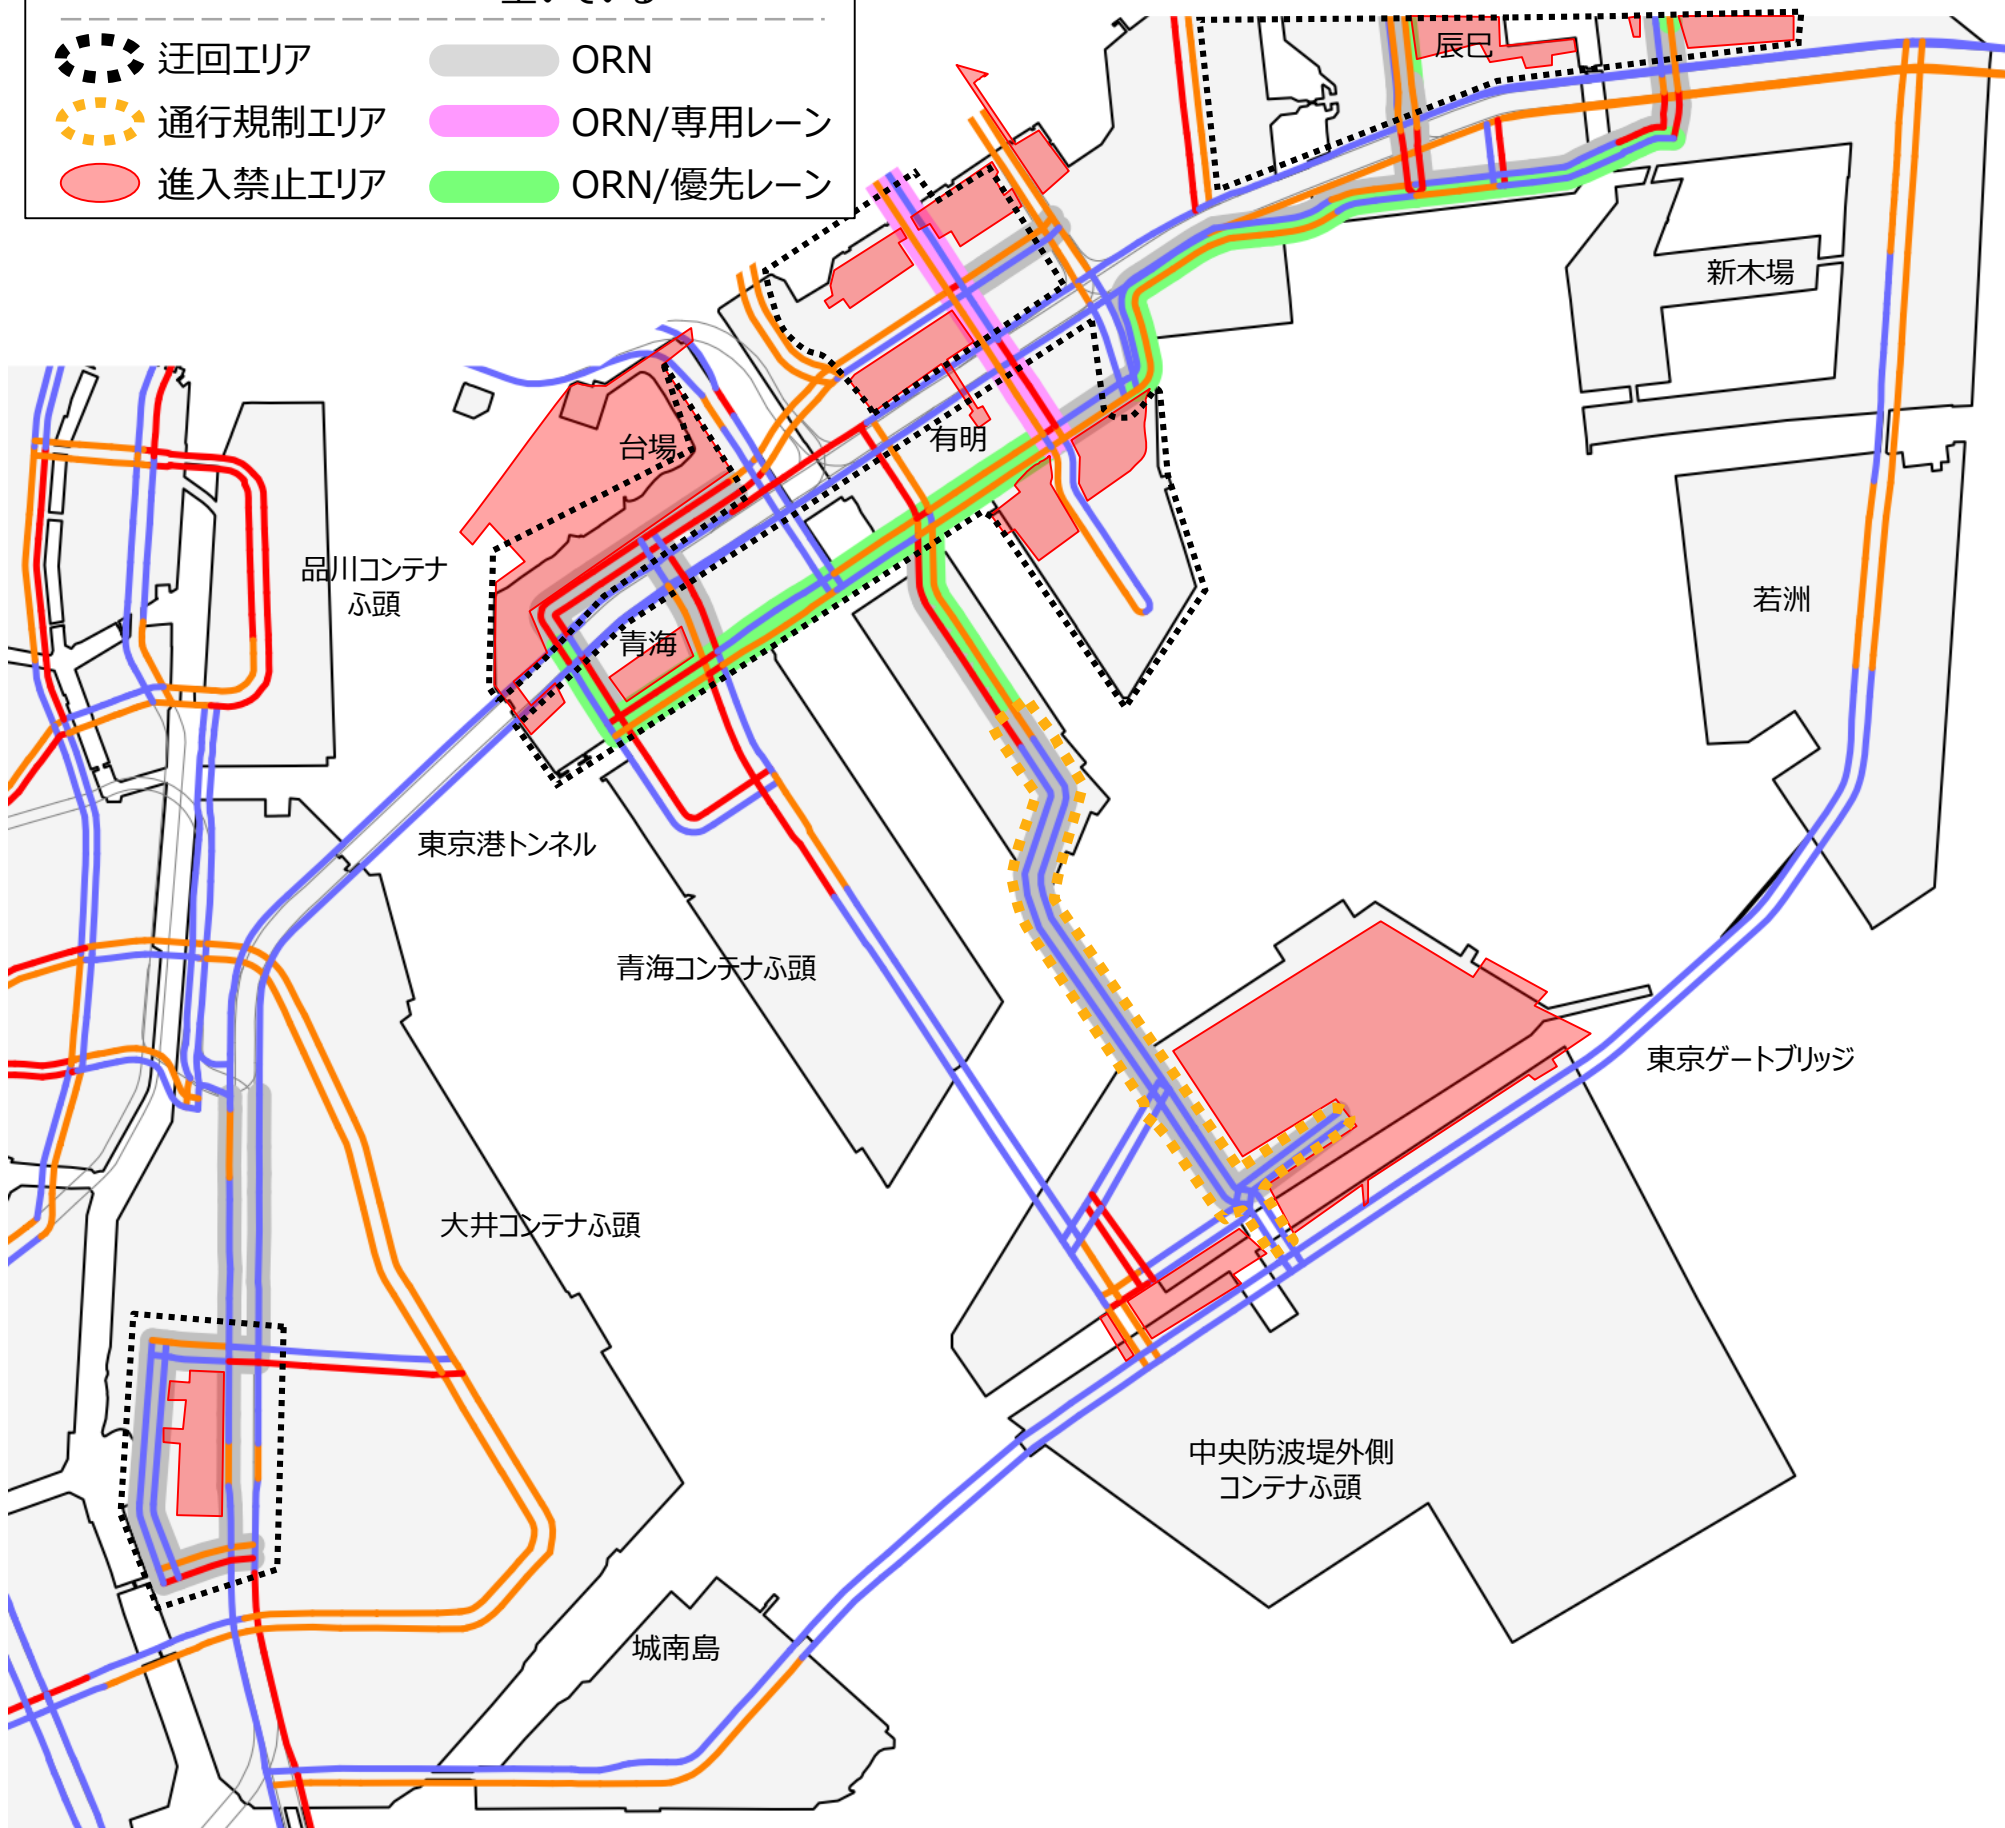 空いている
迂回エリア
ORN
通行規制エリア
ORN/専用レーン
進入禁止エリア
ORN/優先レーン
辰巳
新木場
台場
有明
品川コンテナ
ふ頭
若洲
青海
東京港トンネル
青海コンテナふ頭
東京ゲートブリッジ
大井コンテナふ頭
中央防波堤外側
コンテナふ頭
城南島